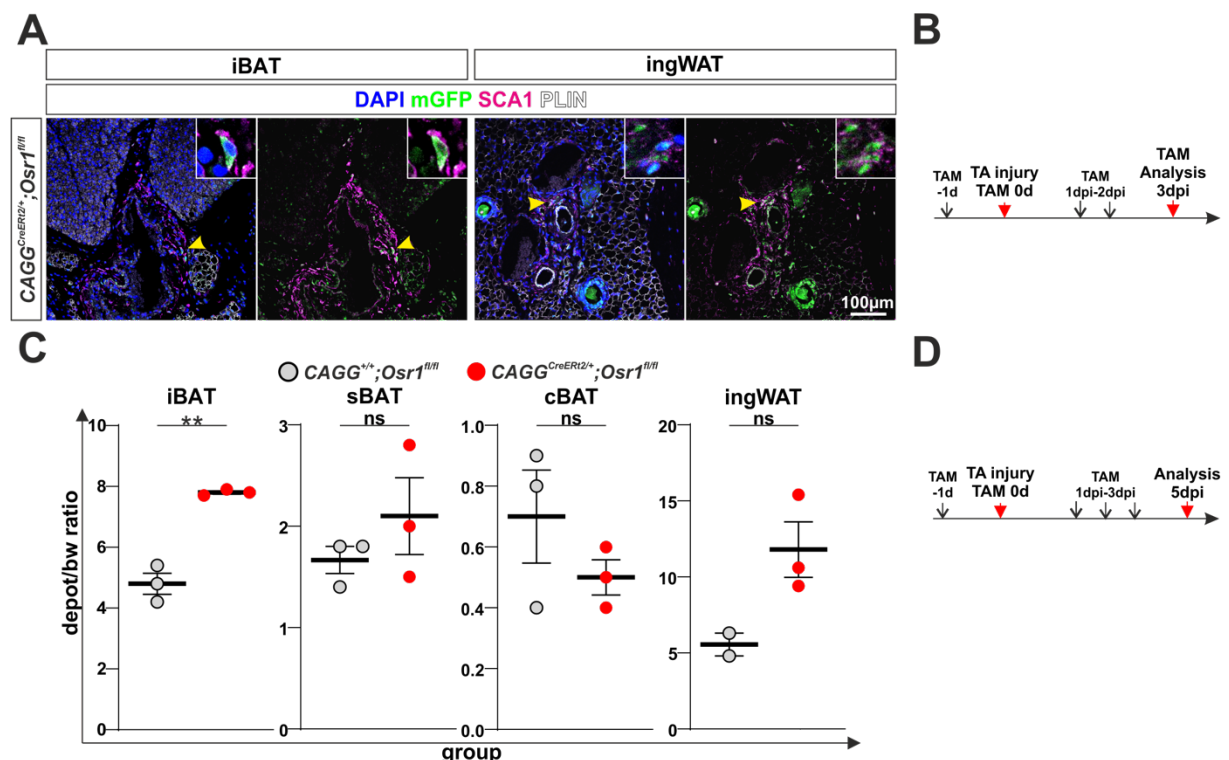 A
iBAT
ingWAT
DAPI mGFP SCA1 PLIN
CAGG^CreERt2/+;Osr1^fl/fl
100µm
B
TAM
-1d
TA injury
TAM 0d
TAM
1dpi-2dpi
TAM
Analysis
3dpi
C
CAGG^+/+;Osr1^fl/fl
CAGG^CreERt2/+;Osr1^fl/fl
iBAT
sBAT
cBAT
ingWAT
**
ns
ns
ns
depot/bw ratio
10
8
6
4
2
0
3
2
1
0
1.0
0.8
0.6
0.4
0.2
0.0
20
15
10
5
0
group
D
TAM
-1d
TA injury
TAM 0d
TAM
1dpi-3dpi
Analysis
5dpi